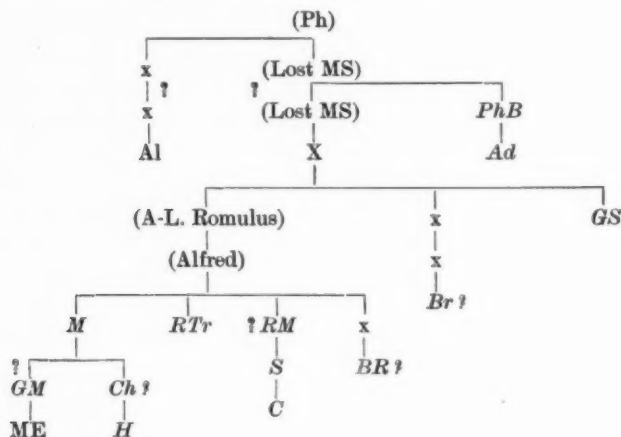 (Ph)
x (Lost MS)
? ?
x (Lost MS) PhB
Al X Ad
(A-L. Romulus) x GS
(Alfred) x
Br ?
M RTr ? RM x
? S BR ?
GM Ch ?
C
ME H